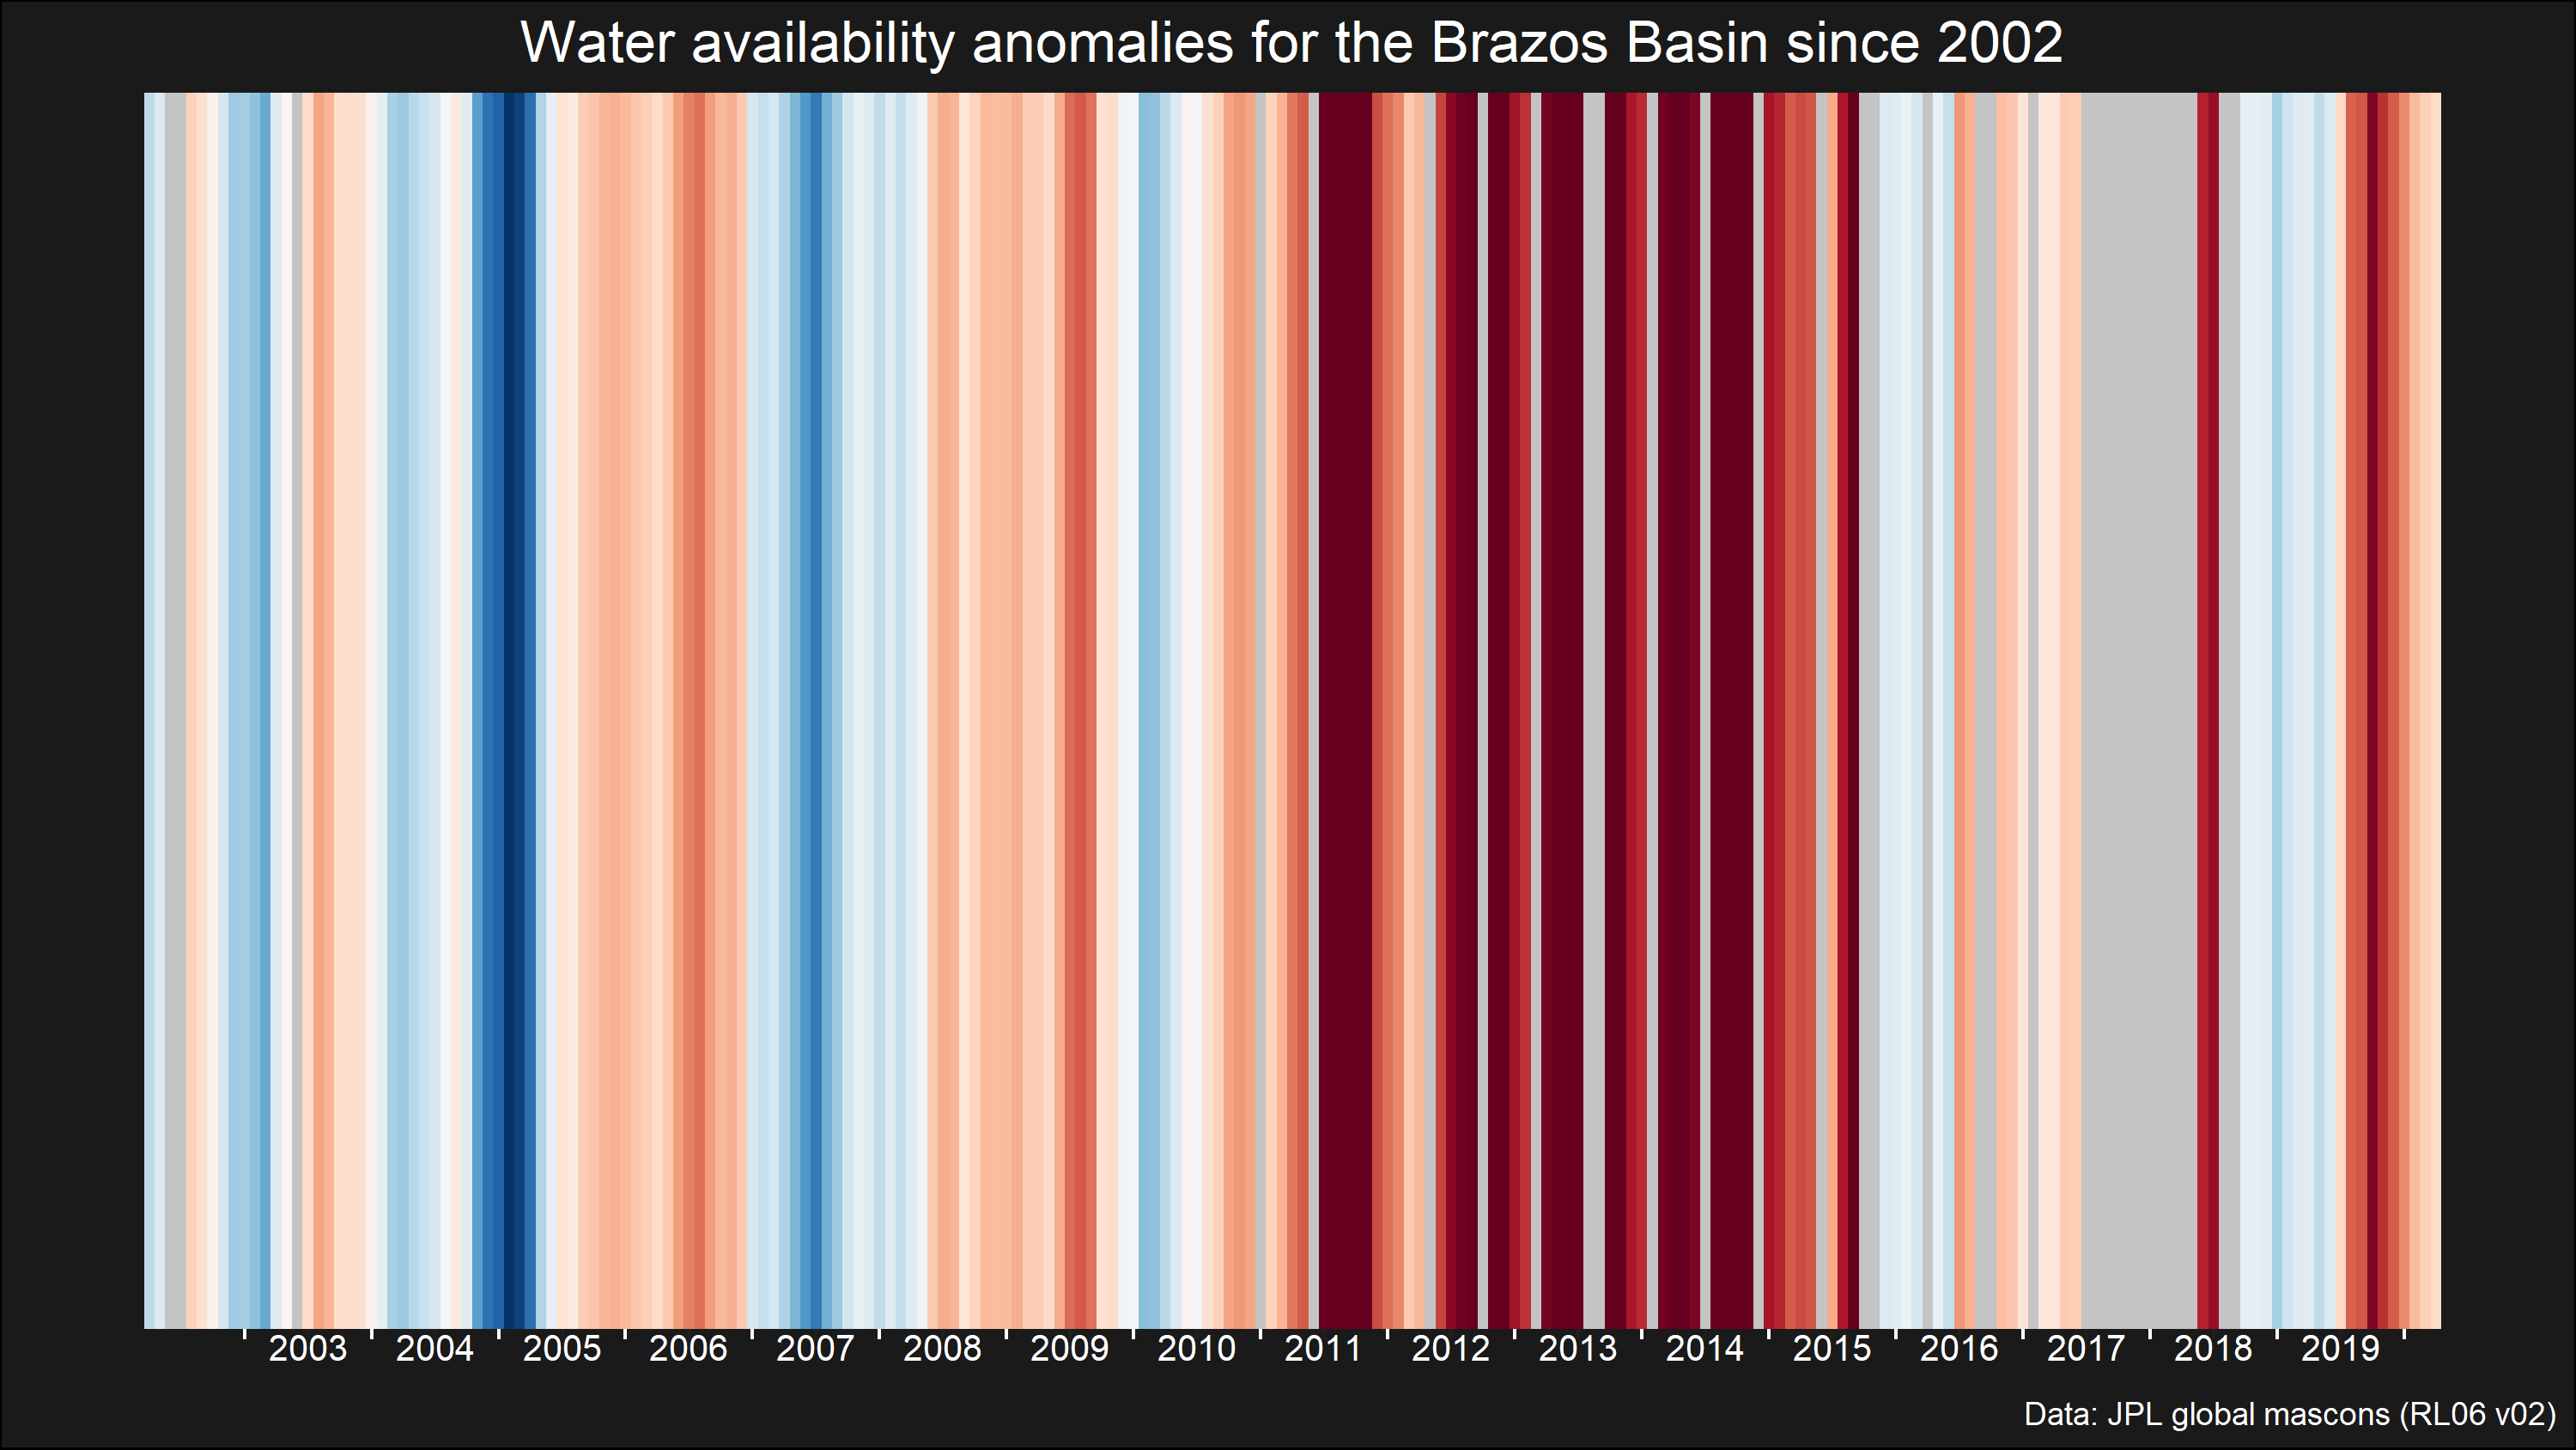 Water availability anomalies for the Brazos Basin since 2002
2003 2004 2005 2006 2007 2008 2009 2010 2011 2012 2013 2014 2015 2016 2017 2018 2019
Data: JPL global mascons (RL06 v02)